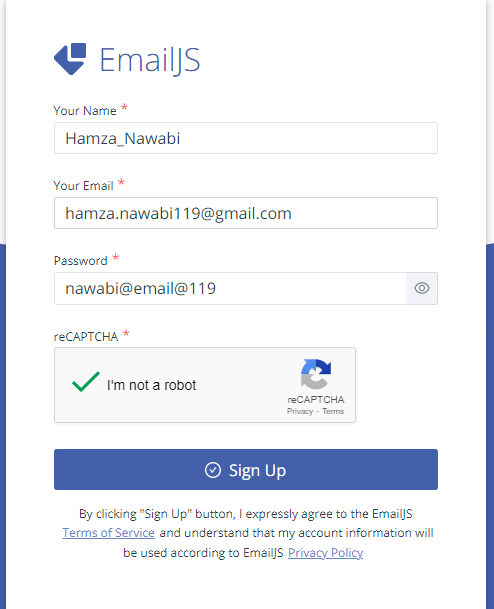 EmailJS
Your Name *
Hamza_Nawabi
Your Email *
hamza.nawabi119@gmail.com
Password *
nawabi@email@119
reCAPTCHA *
I'm not a robot
reCAPTCHA
Privacy - Terms
Sign Up
By clicking "Sign Up" button, I expressly agree to the EmailJS
Terms of Service and understand that my account information will
be used according to EmailJS Privacy Policy